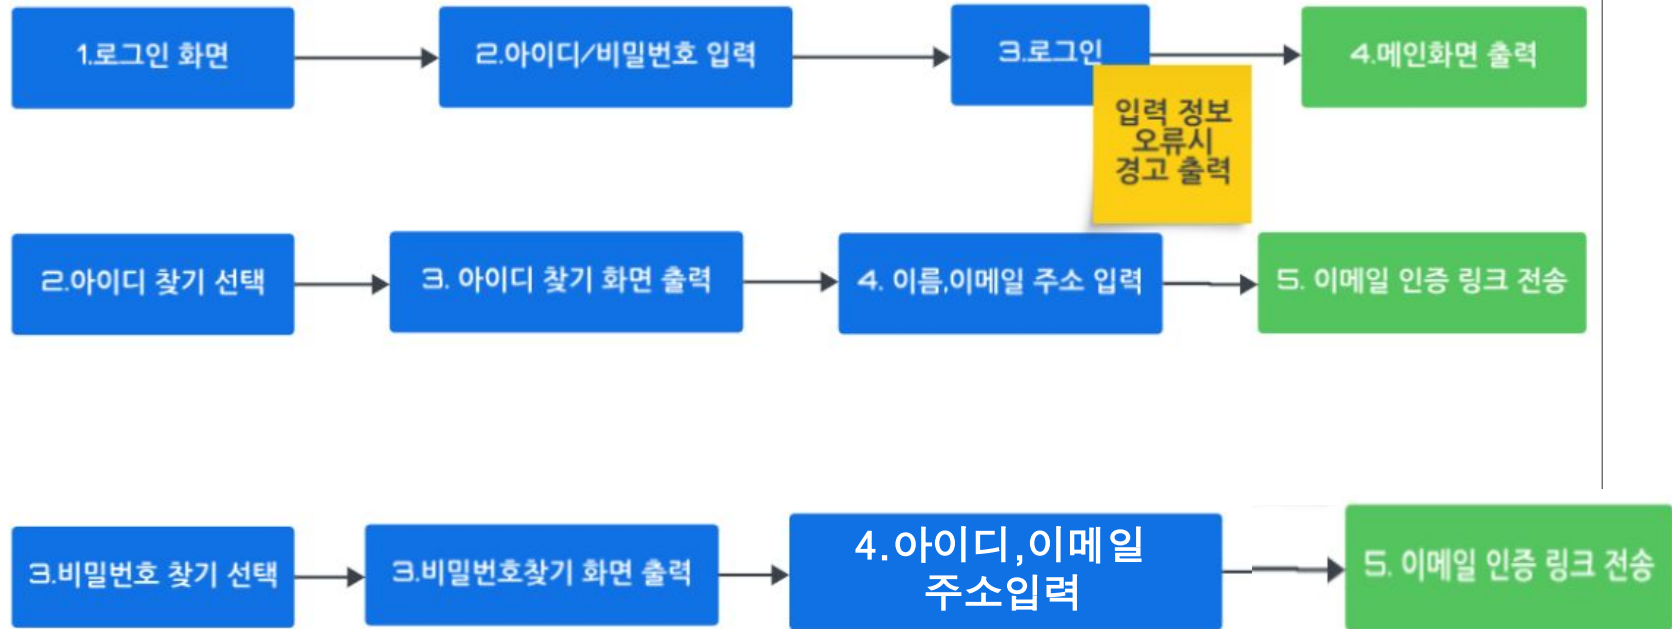 1.로그인 화면
2.아이디/비밀번호 입력
3.로그인
4.메인화면 출력
입력 정보
오류시
경고 출력
2.아이디 찾기 선택
3. 아이디 찾기 화면 출력
4. 이름,이메일 주소 입력
5. 이메일 인증 링크 전송
3.비밀번호 찾기 선택
3.비밀번호찾기 화면 출력
4.아이디,이메일
주소입력
5. 이메일 인증 링크 전송